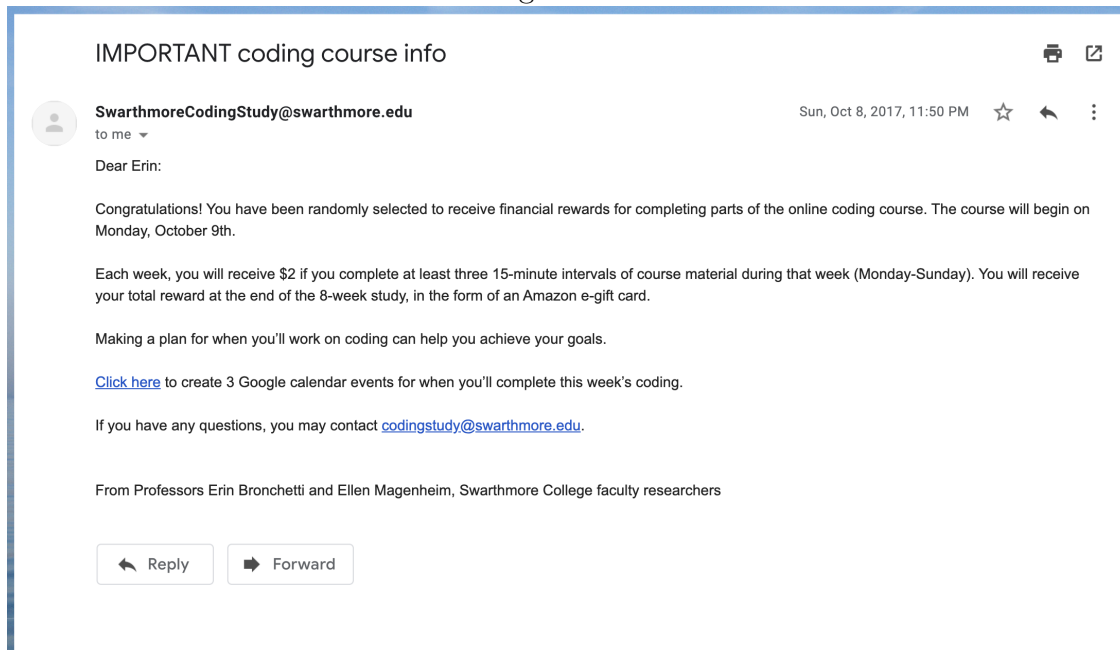 IMPORTANT coding course info
SwarthmoreCodingStudy@swarthmore.edu
Sun, Oct 8, 2017, 11:50 PM
to me
Dear Erin:
Congratulations! You have been randomly selected to receive financial rewards for completing parts of the online coding course. The course will begin on
Monday, October 9th.
Each week, you will receive $2 if you complete at least three 15-minute intervals of course material during that week (Monday-Sunday). You will receive
your total reward at the end of the 8-week study, in the form of an Amazon e-gift card.
Making a plan for when you'll work on coding can help you achieve your goals.
Click here to create 3 Google calendar events for when you'll complete this week's coding.
If you have any questions, you may contact codingstudy@swarthmore.edu.
From Professors Erin Bronchetti and Ellen Magenheim, Swarthmore College faculty researchers
Reply
Forward